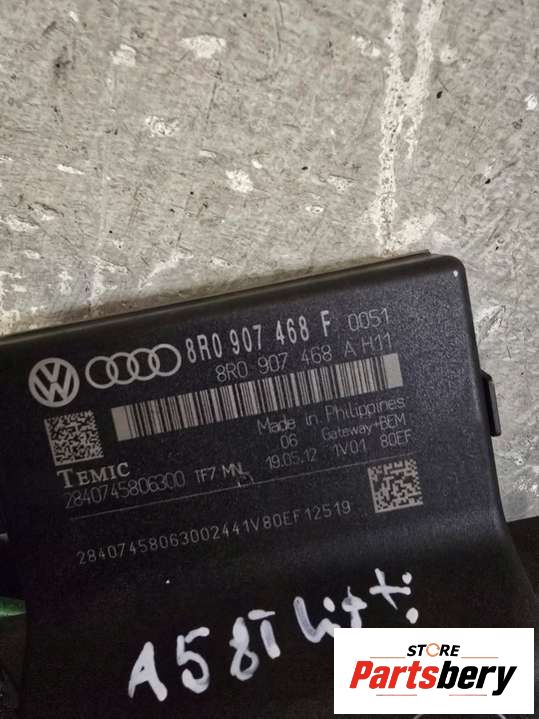 8R0 907 468 F 0051
8R0 907 468 A H11
Made in Philippines
06 Gateway+BEM
TEMIC
19.05.12 1V01 80EF
2840745806300 TF7 MN
28407458063002441V80EF12519
A5 8T lift
STORE
Partsbery